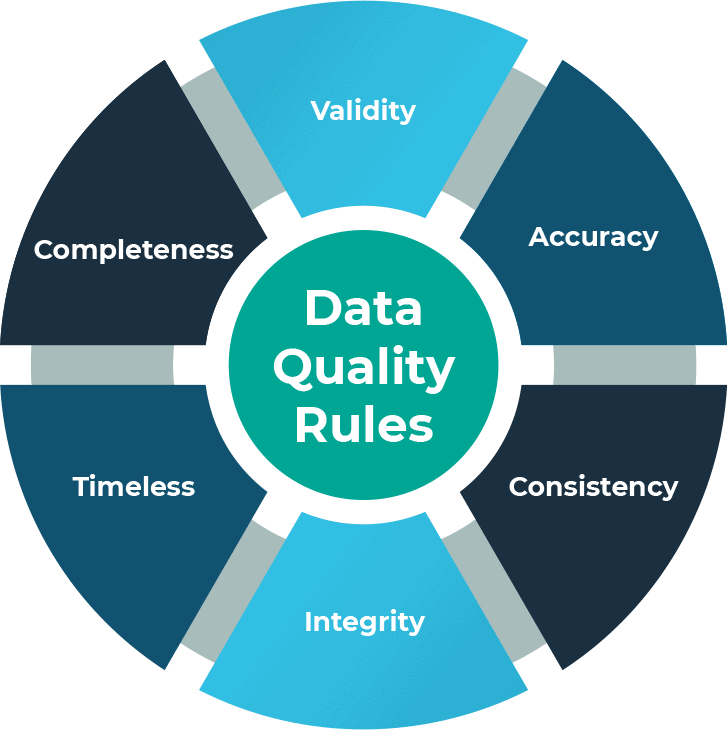 Validity
Accuracy
Completeness
Data
Quality
Rules
Timeless
Consistency
Integrity